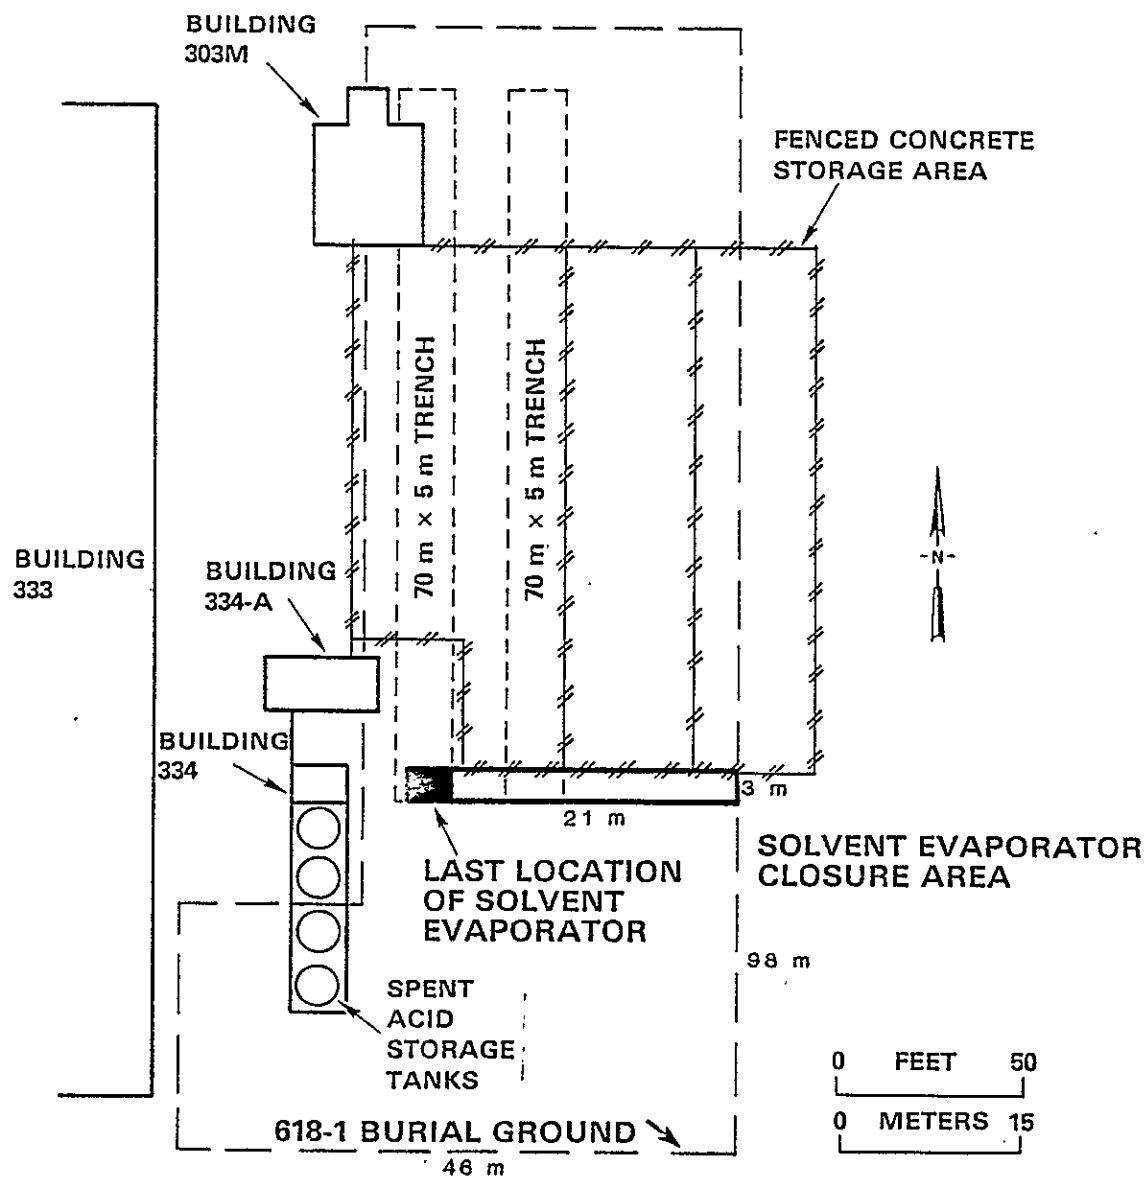 BUILDING
303M
FENCED CONCRETE
STORAGE AREA
70 m × 5 m TRENCH
70 m × 5 m TRENCH
BUILDING
333
BUILDING
334-A
-N-
BUILDING
334
3 m
21 m
LAST LOCATION
OF SOLVENT
EVAPORATOR
SOLVENT EVAPORATOR
CLOSURE AREA
98 m
SPENT
ACID
STORAGE
TANKS
0 FEET 50
0 METERS 15
618-1 BURIAL GROUND
46 m